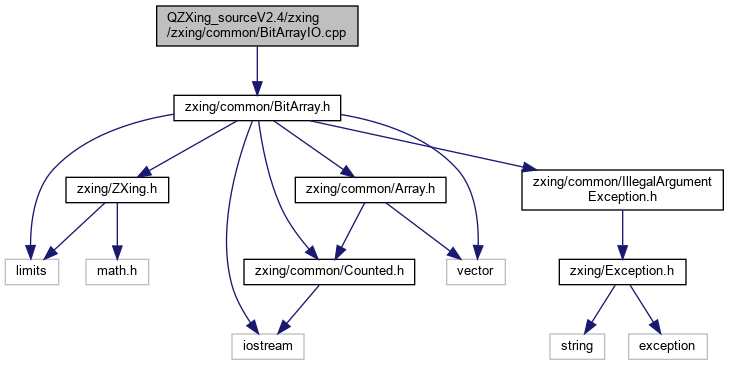 QZXing_sourceV2.4/zxing
/zxing/common/BitArrayIO.cpp
zxing/common/BitArray.h
zxing/ZXing.h
zxing/common/Array.h
zxing/common/IllegalArgument
Exception.h
limits
math.h
zxing/common/Counted.h
vector
zxing/Exception.h
iostream
string
exception